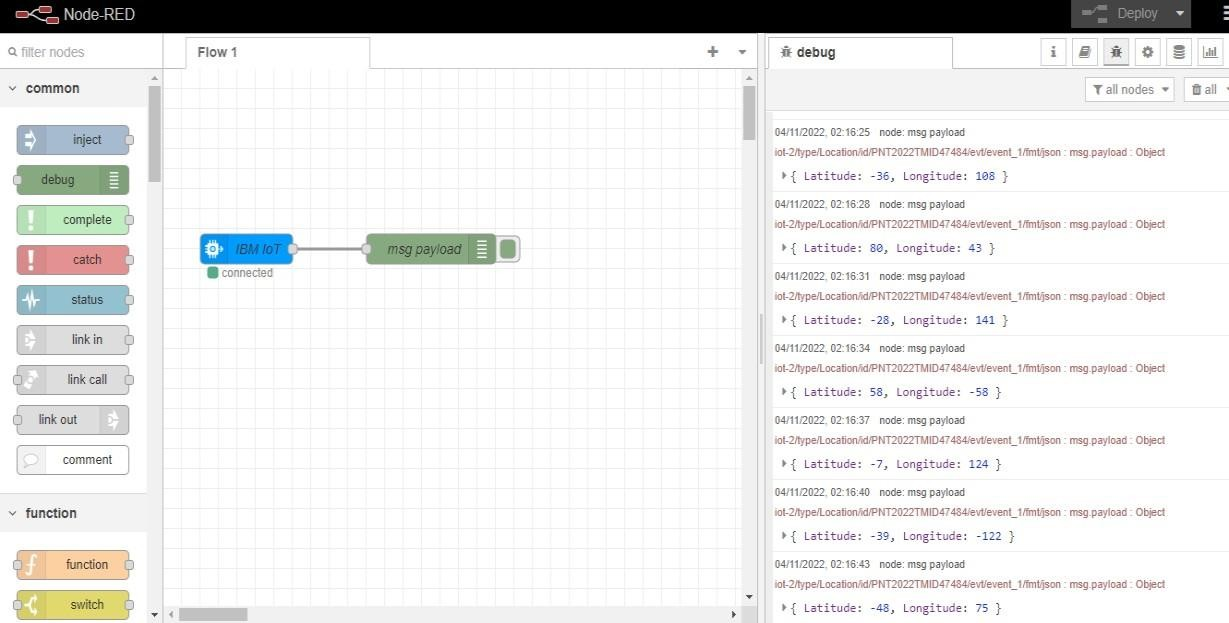 Node-RED
Deploy
filter nodes
Flow 1
debug
all nodes
all
common
inject
debug
complete
catch
status
link in
link call
link out
comment
function
function
switch
IBM IoT
connected
msg payload
04/11/2022, 02:16:25 node: msg payload
iot-2/type/Location/id/PNT2022TMID47484/evt/event_1/fmt/json : msg.payload : Object
{ Latitude: -36, Longitude: 108 }
04/11/2022, 02:16:28 node: msg payload
iot-2/type/Location/id/PNT2022TMID47484/evt/event_1/fmt/json : msg.payload : Object
{ Latitude: 80, Longitude: 43 }
04/11/2022, 02:16:31 node: msg payload
iot-2/type/Location/id/PNT2022TMID47484/evt/event_1/fmt/json : msg.payload : Object
{ Latitude: -28, Longitude: 141 }
04/11/2022, 02:16:34 node: msg payload
iot-2/type/Location/id/PNT2022TMID47484/evt/event_1/fmt/json : msg.payload : Object
{ Latitude: 58, Longitude: -58 }
04/11/2022, 02:16:37 node: msg payload
iot-2/type/Location/id/PNT2022TMID47484/evt/event_1/fmt/json : msg.payload : Object
{ Latitude: -7, Longitude: 124 }
04/11/2022, 02:16:40 node: msg payload
iot-2/type/Location/id/PNT2022TMID47484/evt/event_1/fmt/json : msg.payload : Object
{ Latitude: -39, Longitude: -122 }
04/11/2022, 02:16:43 node: msg payload
iot-2/type/Location/id/PNT2022TMID47484/evt/event_1/fmt/json : msg.payload : Object
{ Latitude: -48, Longitude: 75 }